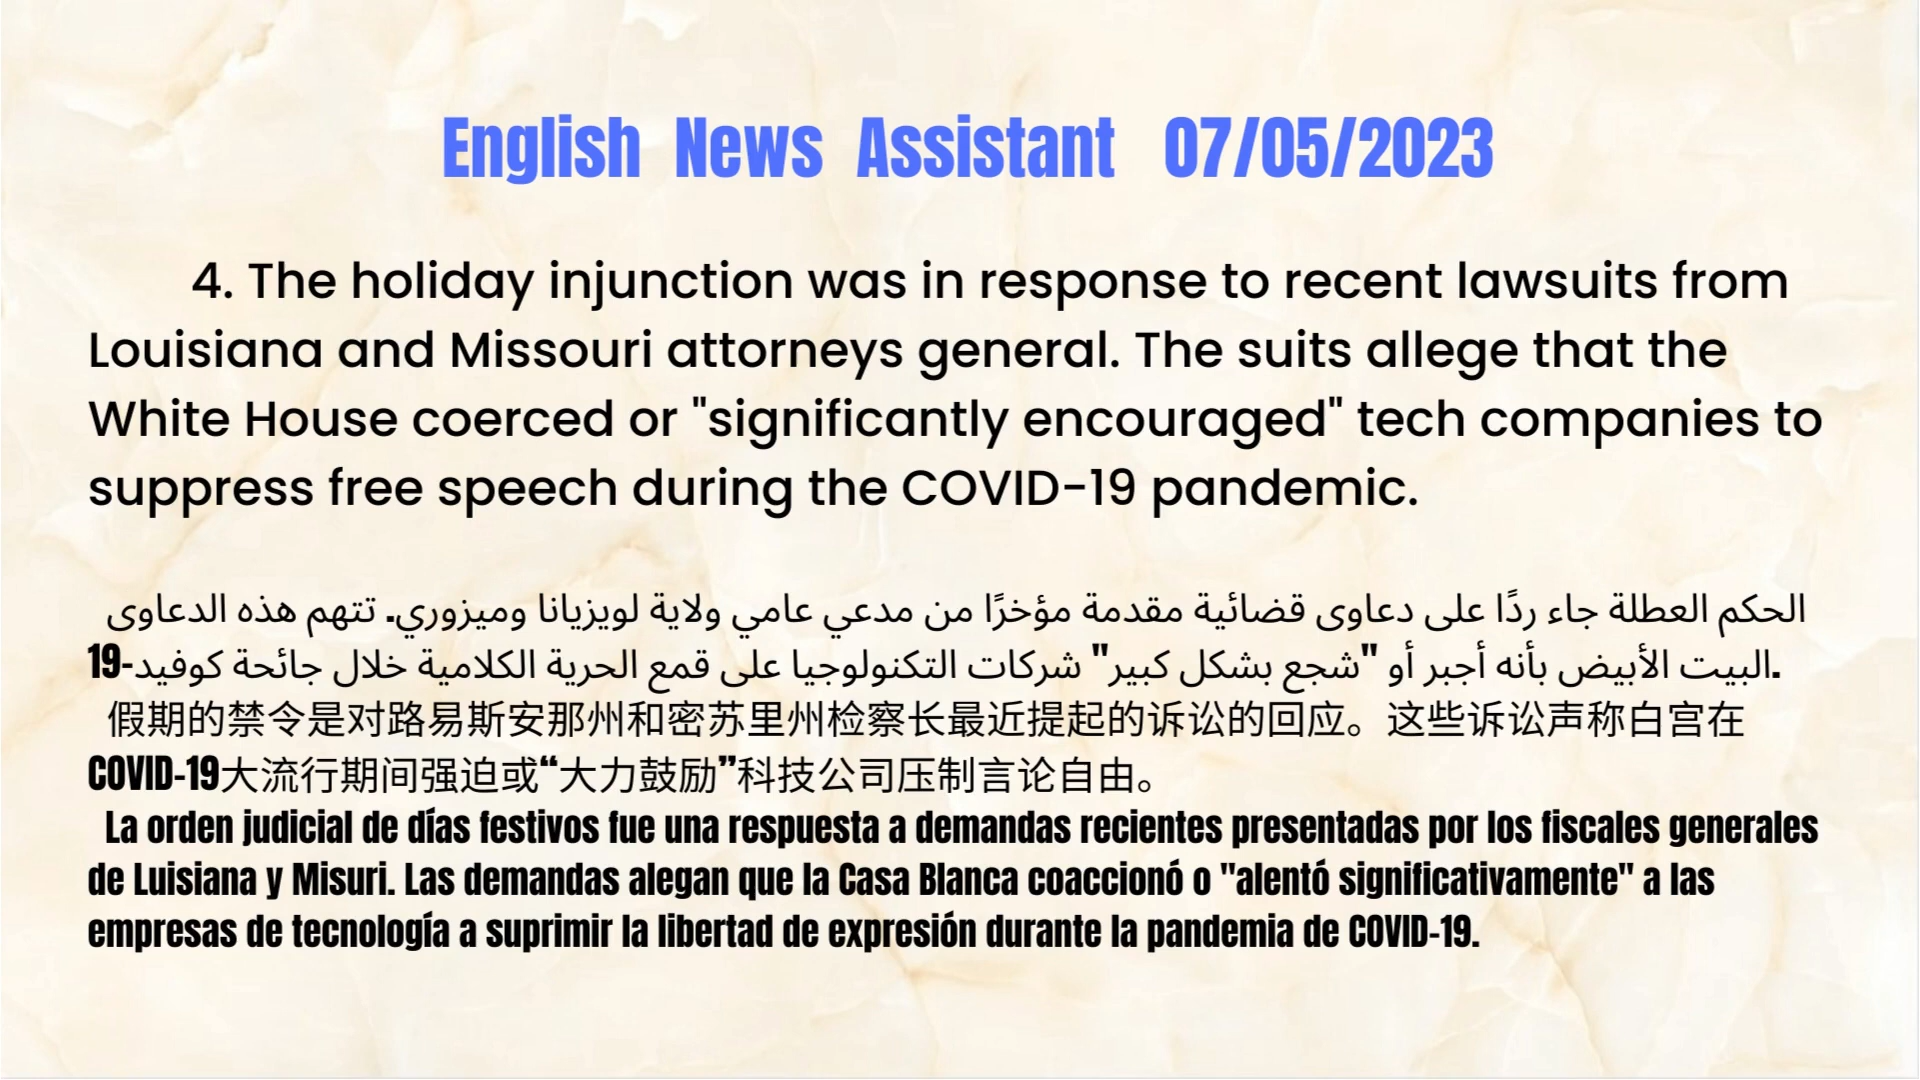 English News Assistant 07/05/2023
4. The holiday injunction was in response to recent lawsuits from
Louisiana and Missouri attorneys general. The suits allege that the
White House coerced or "significantly encouraged" tech companies to
suppress free speech during the COVID-19 pandemic.
الحكم العطلة جاء ردًا على دعاوى قضائية مقدمة مؤخرًا من مدعي عامي ولاية لويزيانا وميزوري. تتهم هذه الدعاوى
البيت الأبيض بأنه أجبر أو "شجع بشكل كبير" شركات التكنولوجيا على قمع الحرية الكلامية خلال جائحة كوفيد-19.
假期的禁令是对路易斯安那州和密苏里州检察长最近提起的诉讼的回应。这些诉讼声称白宫在
COVID-19大流行期间强迫或“大力鼓励”科技公司压制言论自由。
La orden judicial de días festivos fue una respuesta a demandas recientes presentadas por los fiscales generales
de Luisiana y Misuri. Las demandas alegan que la Casa Blanca coaccionó o "alentó significativamente" a las
empresas de tecnología a suprimir la libertad de expresión durante la pandemia de COVID-19.